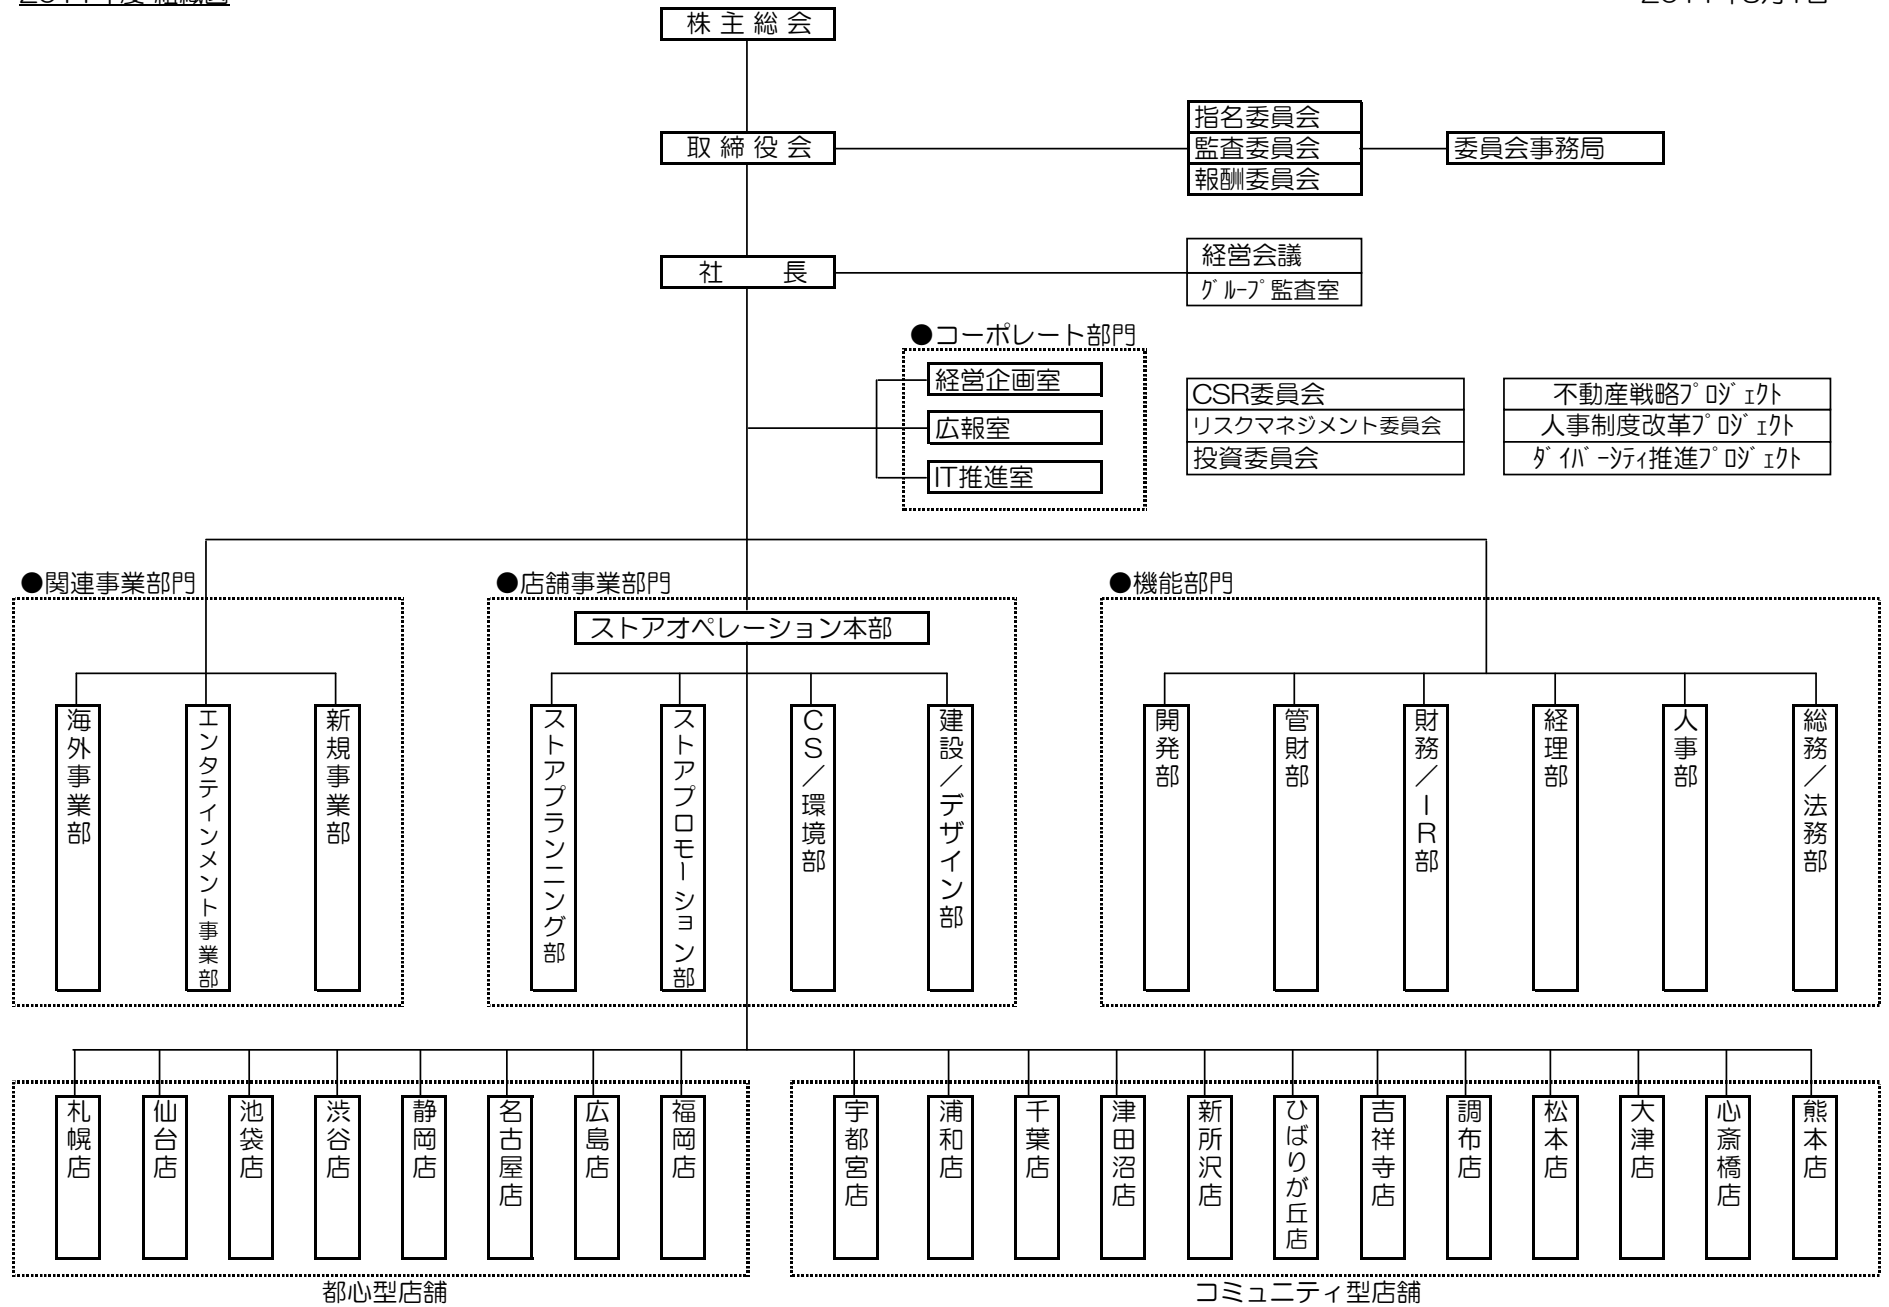 株主総会
取締役会
指名委員会
監査委員会
報酬委員会
委員会事務局
社　長
経営会議
ｸﾞﾙｰﾌﾟ監査室
●コーポレート部門
経営企画室
広報室
IT推進室
CSR委員会
リスクマネジメント委員会
投資委員会
不動産戦略ﾌﾟﾛｼﾞｪｸﾄ
人事制度改革ﾌﾟﾛｼﾞｪｸﾄ
ﾀﾞｲﾊﾞｰｼﾃｨ推進ﾌﾟﾛｼﾞｪｸﾄ
●関連事業部門
海外事業部
エンタテインメント事業部
新規事業部
●店舗事業部門
ストアオペレーション本部
ストアプランニング部
ストアプロモーション部
CS／環境部
建設／デザイン部
●機能部門
開発部
管財部
財務／IR部
経理部
人事部
総務／法務部
札幌店
仙台店
池袋店
渋谷店
静岡店
名古屋店
広島店
福岡店
都心型店舗
宇都宮店
浦和店
千葉店
津田沼店
新所沢店
ひばりが丘店
吉祥寺店
調布店
松本店
大津店
心斎橋店
熊本店
コミュニティ型店舗